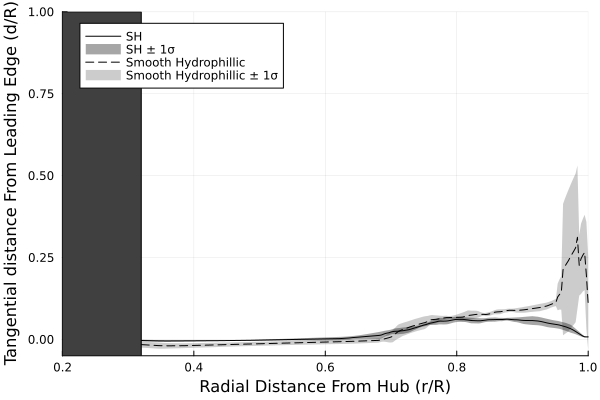 1.00
0.75
0.50
0.25
0.00
Tangential distance From Leading Edge (d/R)
SH
SH ± 1σ
Smooth Hydrophillic
Smooth Hydrophillic ± 1σ
0.2 0.4 0.6 0.8 1.0
Radial Distance From Hub (r/R)